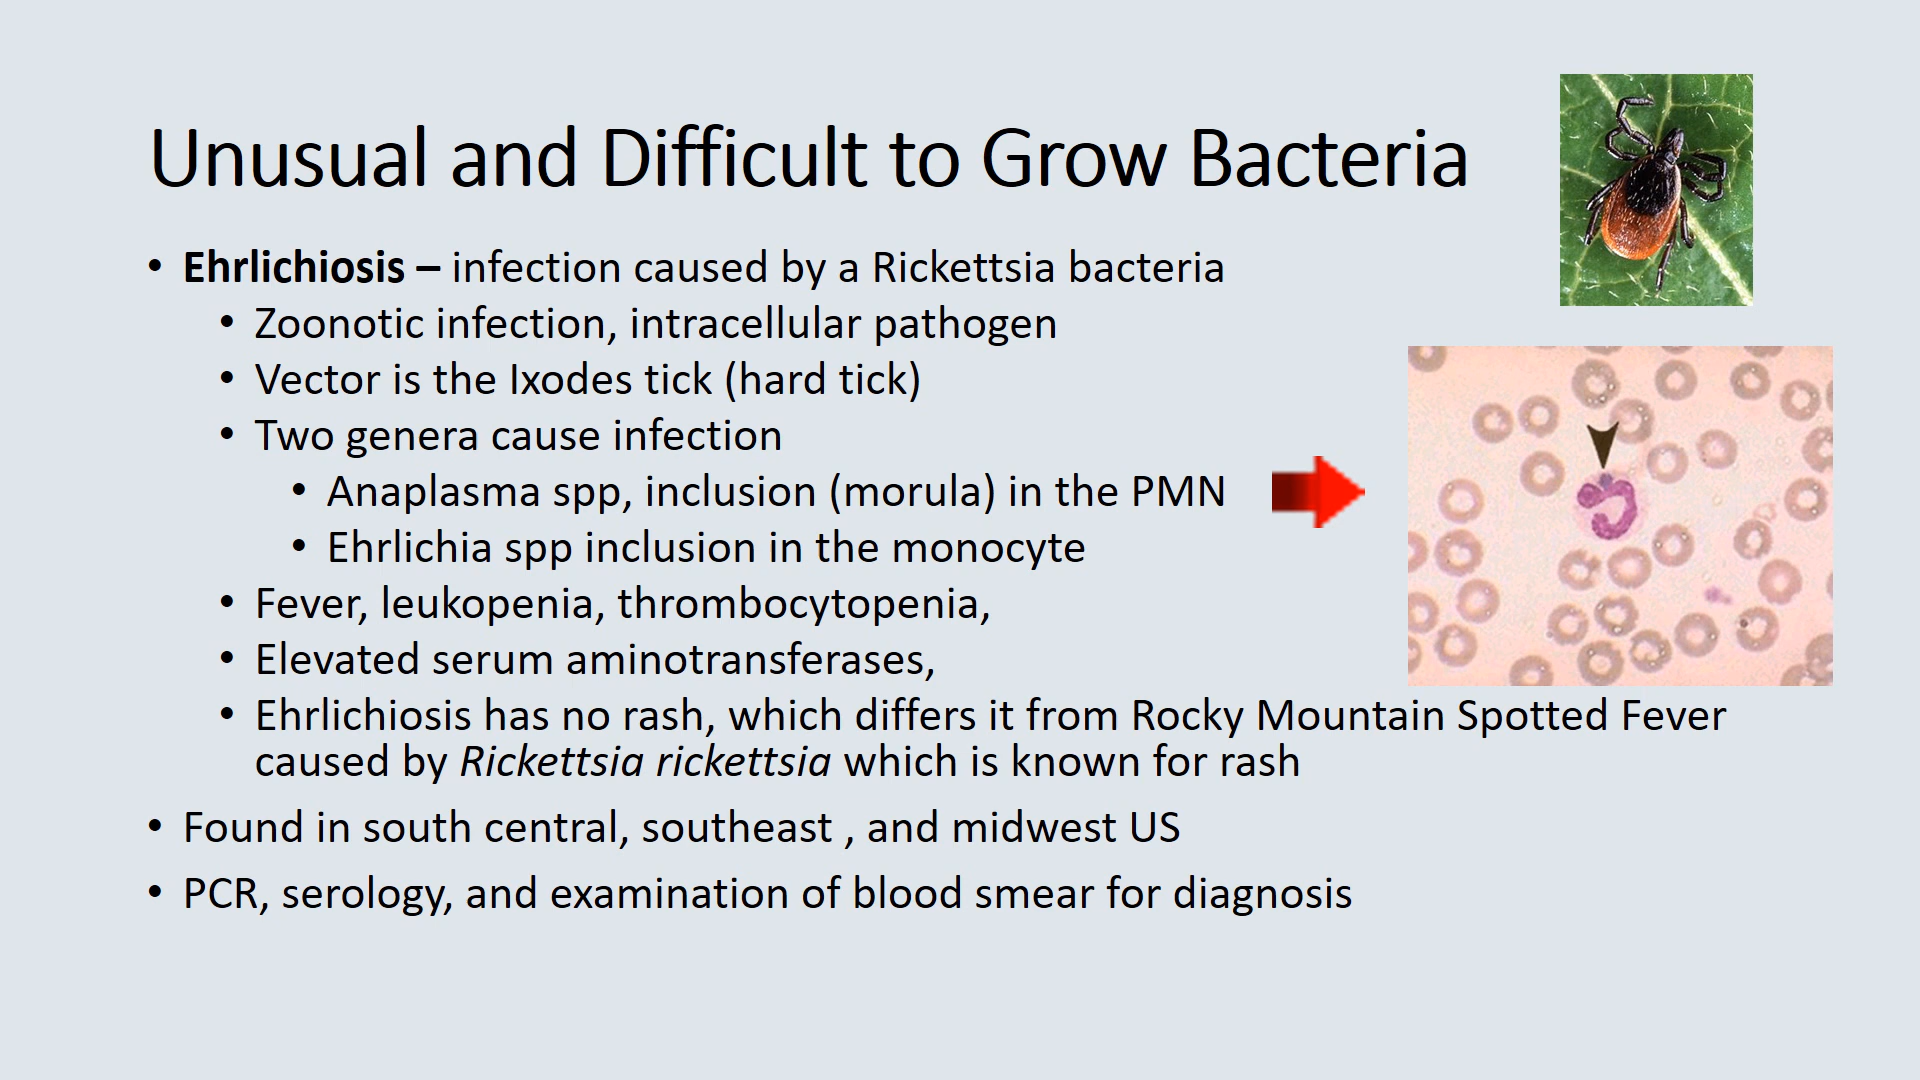 Unusual and Difficult to Grow Bacteria
• Ehrlichiosis – infection caused by a Rickettsia bacteria
• Zoonotic infection, intracellular pathogen
• Vector is the Ixodes tick (hard tick)
• Two genera cause infection
• Anaplasma spp, inclusion (morula) in the PMN
• Ehrlichia spp inclusion in the monocyte
• Fever, leukopenia, thrombocytopenia,
• Elevated serum aminotransferases,
• Ehrlichiosis has no rash, which differs it from Rocky Mountain Spotted Fever
caused by Rickettsia rickettsia which is known for rash
• Found in south central, southeast , and midwest US
• PCR, serology, and examination of blood smear for diagnosis